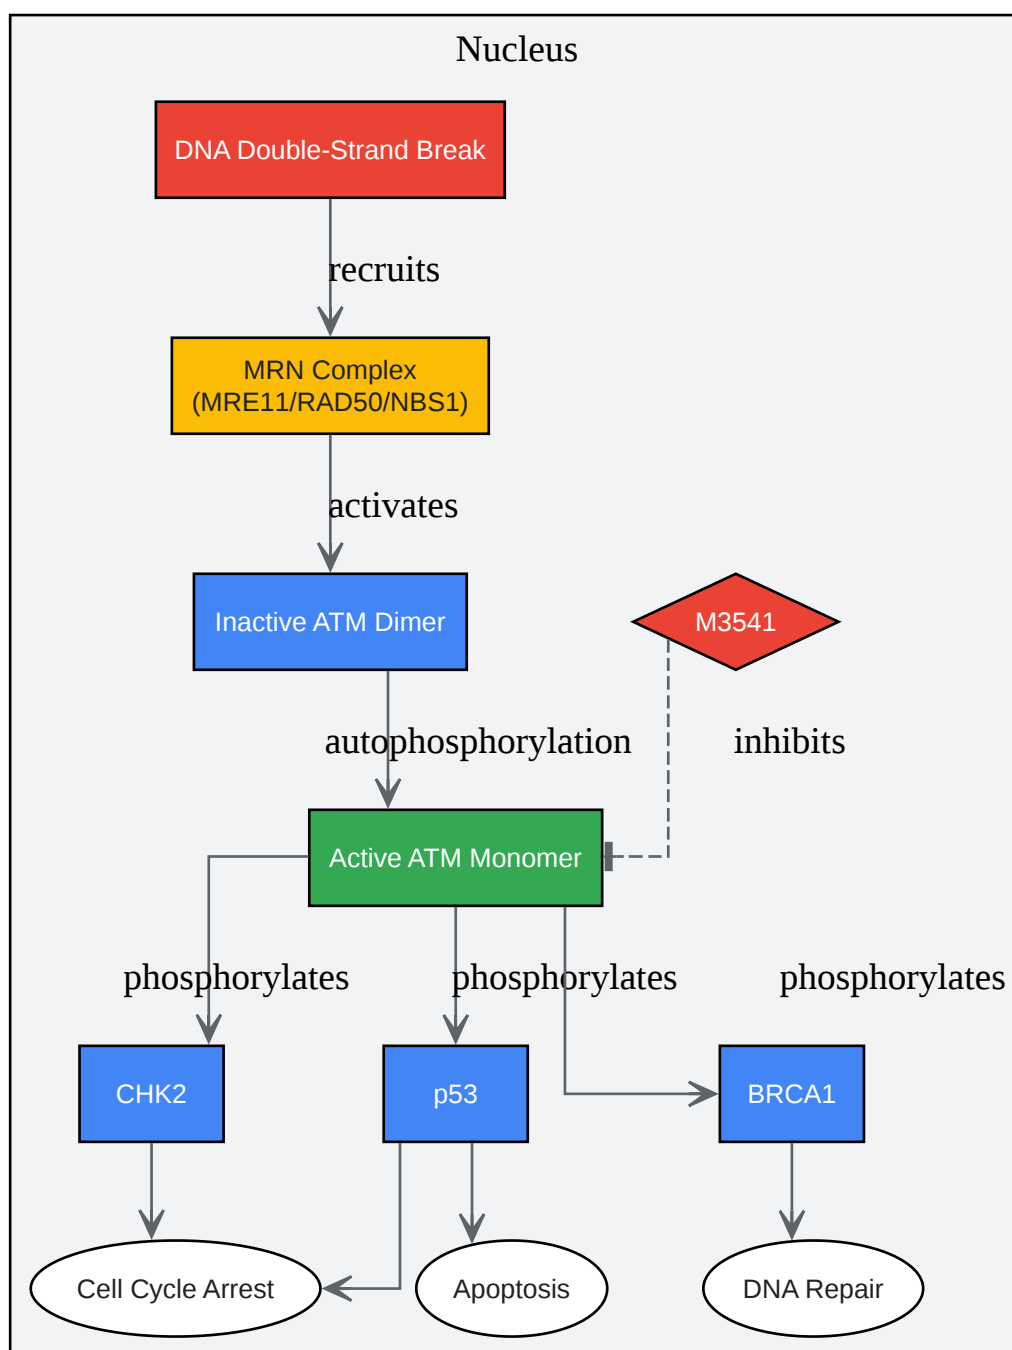 Nucleus
DNA Double-Strand Break
recruits
MRN Complex
(MRE11/RAD50/NBS1)
activates
Inactive ATM Dimer
M3541
autophosphorylation
inhibits
Active ATM Monomer
phosphorylates
phosphorylates
phosphorylates
CHK2
p53
BRCA1
Cell Cycle Arrest
Apoptosis
DNA Repair